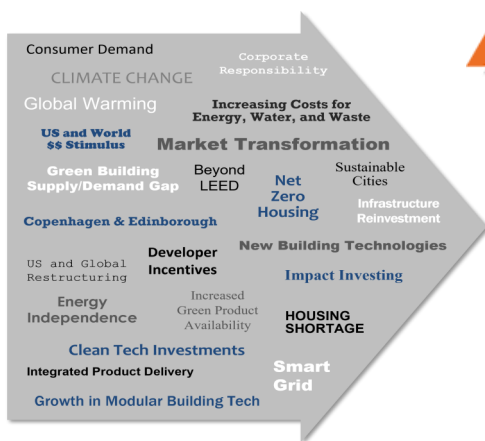 Consumer Demand
Corporate
Responsibility
CLIMATE CHANGE
Global Warming
Increasing Costs for
Energy, Water, and Waste
US and World
$$ Stimulus
Market Transformation
Green Building
Supply/Demand Gap
Beyond
LEED
Net
Zero
Housing
Sustainable
Cities
Infrastructure
Reinvestment
Copenhagen & Edinborough
New Building Technologies
US and Global
Restructuring
Developer
Incentives
Impact Investing
Energy
Independence
Increased
Green Product
Availability
HOUSING
SHORTAGE
Clean Tech Investments
Integrated Product Delivery
Smart
Grid
Growth in Modular Building Tech